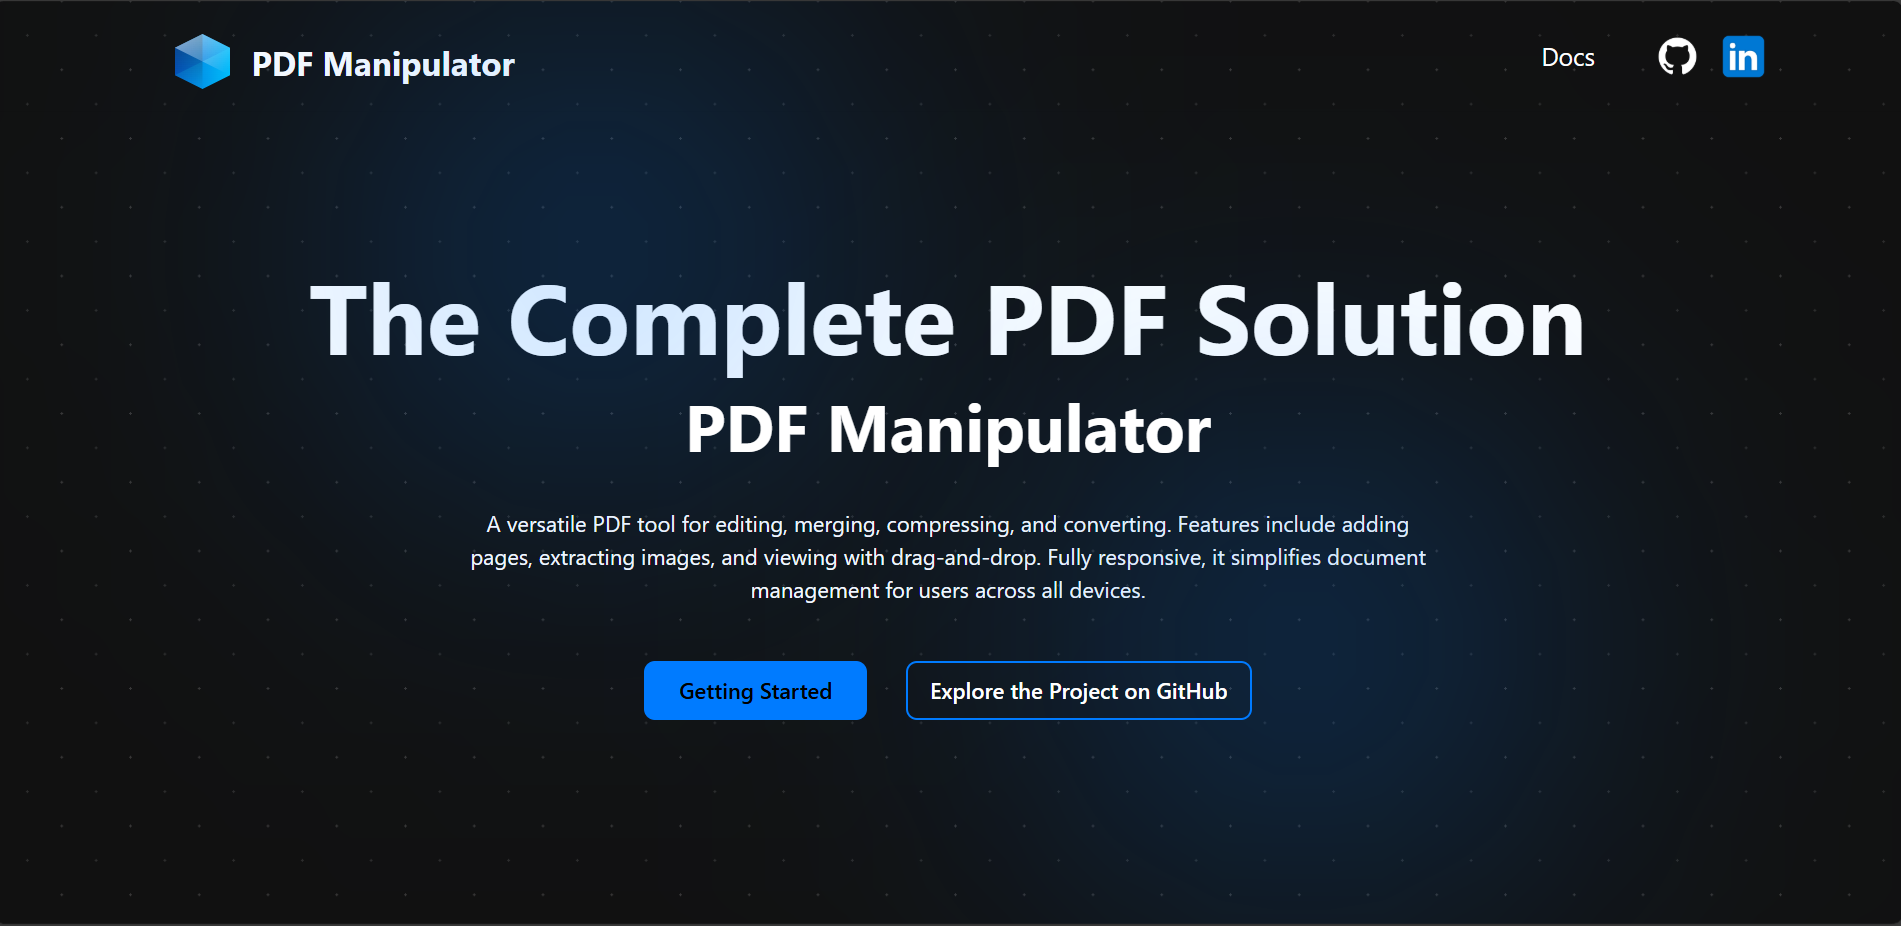 PDF Manipulator
Docs
in
The Complete PDF Solution
PDF Manipulator
A versatile PDF tool for editing, merging, compressing, and converting. Features include adding
pages, extracting images, and viewing with drag-and-drop. Fully responsive, it simplifies document
management for users across all devices.
Getting Started
Explore the Project on GitHub